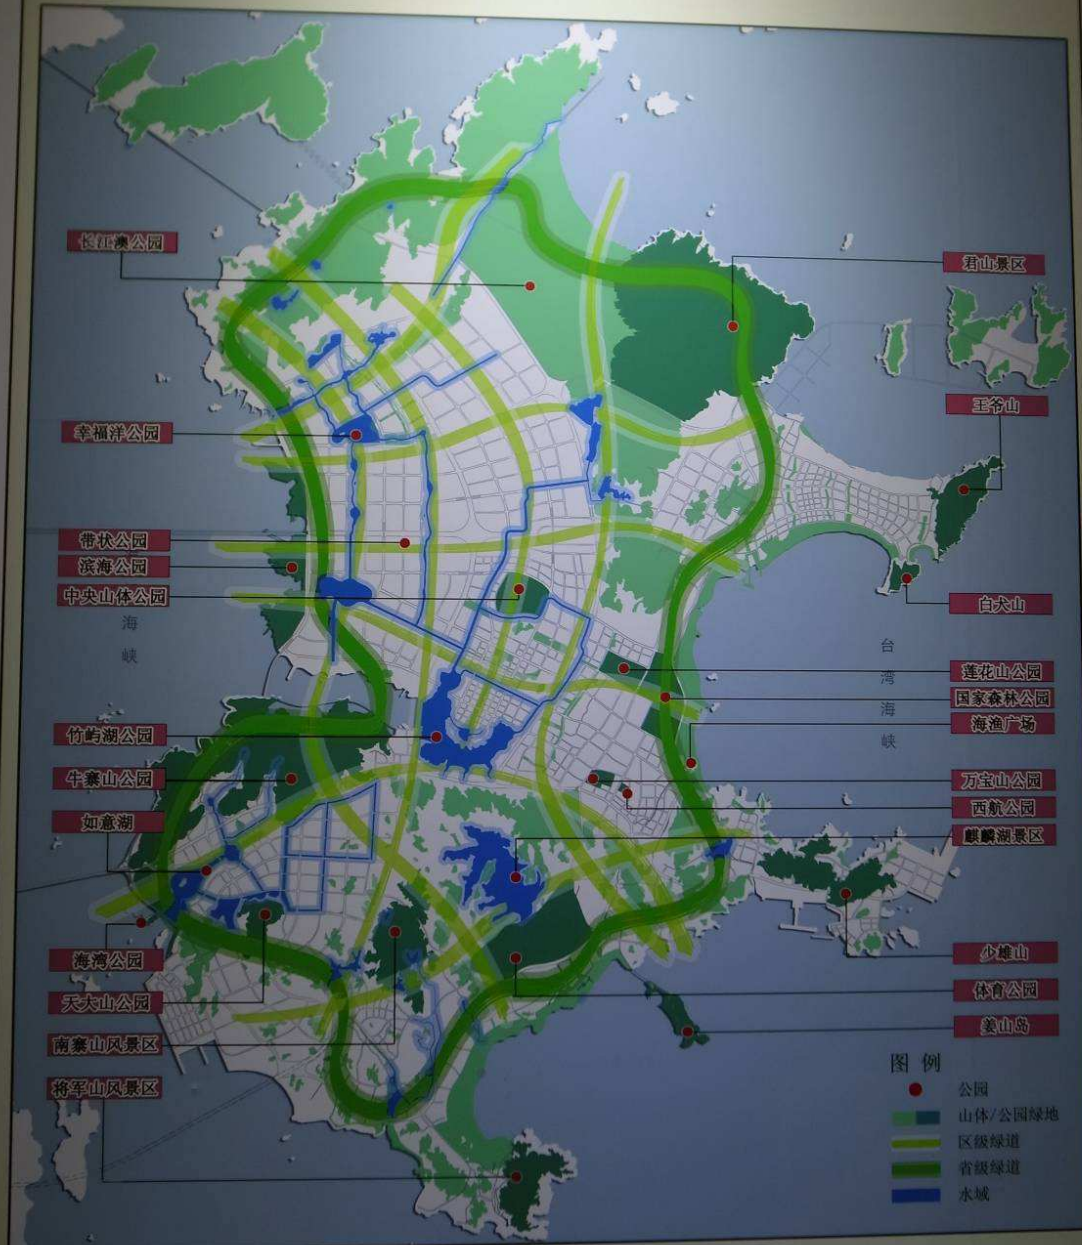 长江澳公园
君山景区
王爷山
幸福洋公园
带状公园
滨海公园
中央山体公园
白犬山
海
峡
台
湾
海
峡
莲花山公园
国家森林公园
海渔广场
竹屿湖公园
牛寨山公园
万宝山公园
西航公园
如意湖
麒麟湖景区
海湾公园
少雄山
天大山公园
体育公园
南寨山风景区
姜山岛
将军山风景区
图 例
公园
山体/公园绿地
区级绿道
省级绿道
水域